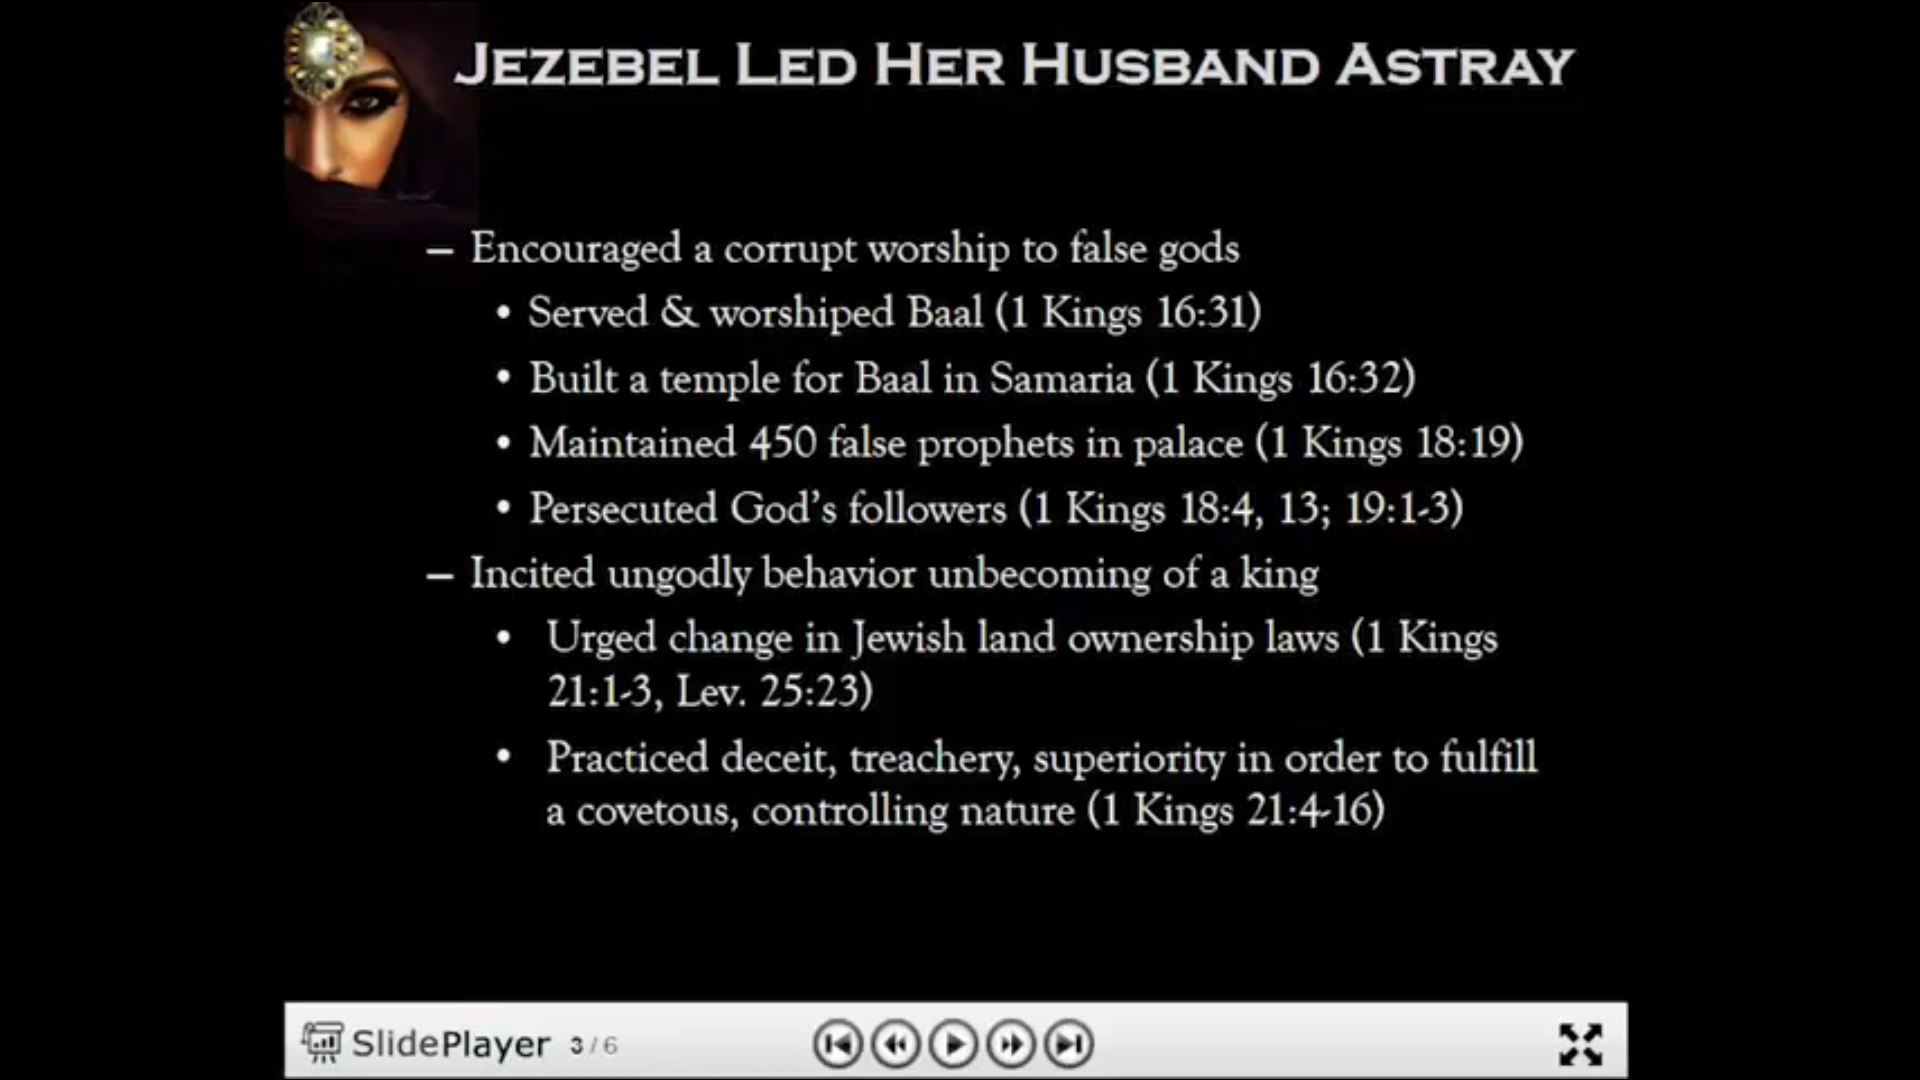 JEZEBEL LED HER HUSBAND ASTRAY
– Encouraged a corrupt worship to false gods
• Served & worshiped Baal (1 Kings 16:31)
• Built a temple for Baal in Samaria (1 Kings 16:32)
• Maintained 450 false prophets in palace (1 Kings 18:19)
• Persecuted God's followers (1 Kings 18:4, 13; 19:1-3)
– Incited ungodly behavior unbecoming of a king
• Urged change in Jewish land ownership laws (1 Kings
21:1-3, Lev. 25:23)
• Practiced deceit, treachery, superiority in order to fulfill
a covetous, controlling nature (1 Kings 21:4-16)
SlidePlayer 3 / 6